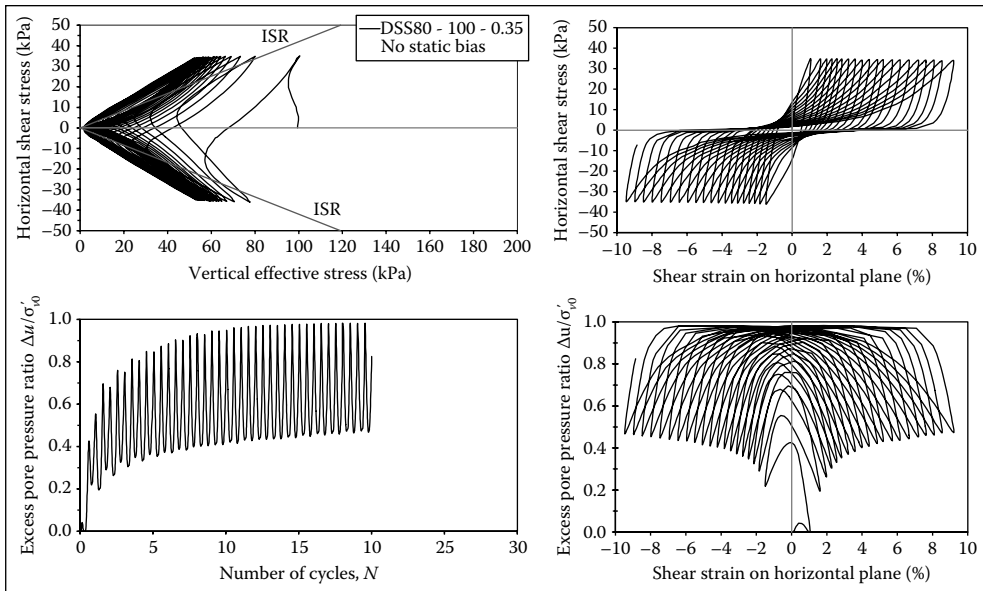 Horizontal shear stress (kPa)
50
40
30
20
10
0
−10
−20
−30
−40
−50
ISR
ISR
DSS80 - 100 - 0.35
No static bias
0 20 40 60 80 100 120 140 160 180 200
Vertical effective stress (kPa)
Horizontal shear stress (kPa)
50
40
30
20
10
0
−10
−20
−30
−40
50
−10 −8 −6 −4 −2 0 2 4 6 8 10
Shear strain on horizontal plane (%)
Excess pore pressure ratio Δu/σ′v0
1.0
0.8
0.6
0.4
0.2
0.0
0 5 10 15 20 10 25 30
Number of cycles, N
Excess pore pressure ratio Δu/σ′v0
1.0
0.8
0.6
0.4
0.2
0.0
−10 −8 −6 −4 −2 0 2 4 6 8 10
Shear strain on horizontal plane (%)